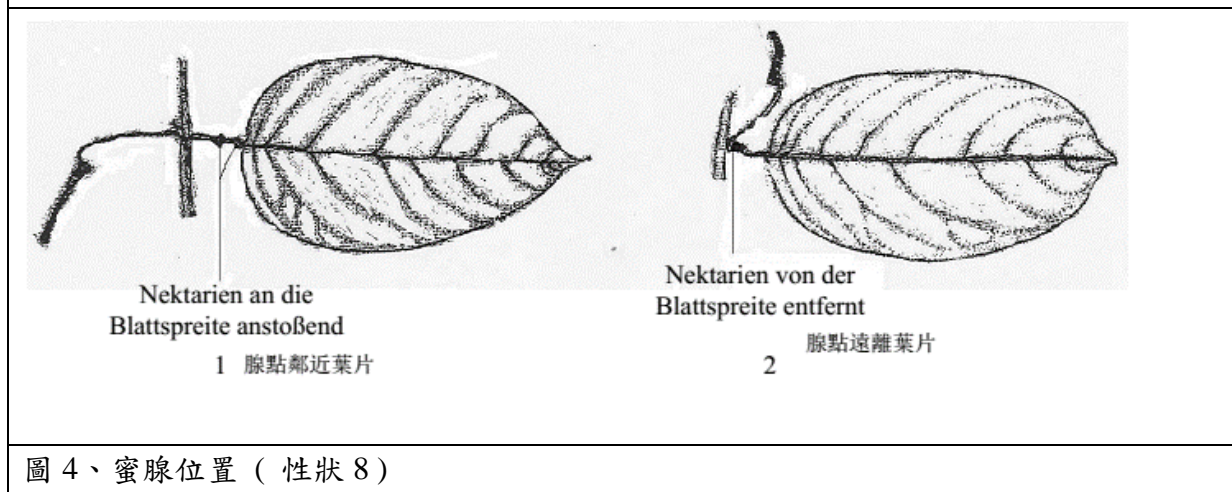 Nektarien an die
Blattspreite anstoßend
1 腺點鄰近葉片
Nektarien von der
Blattspreite entfernt
腺點遠離葉片
2
圖 4、蜜腺位置 ( 性狀 8 )